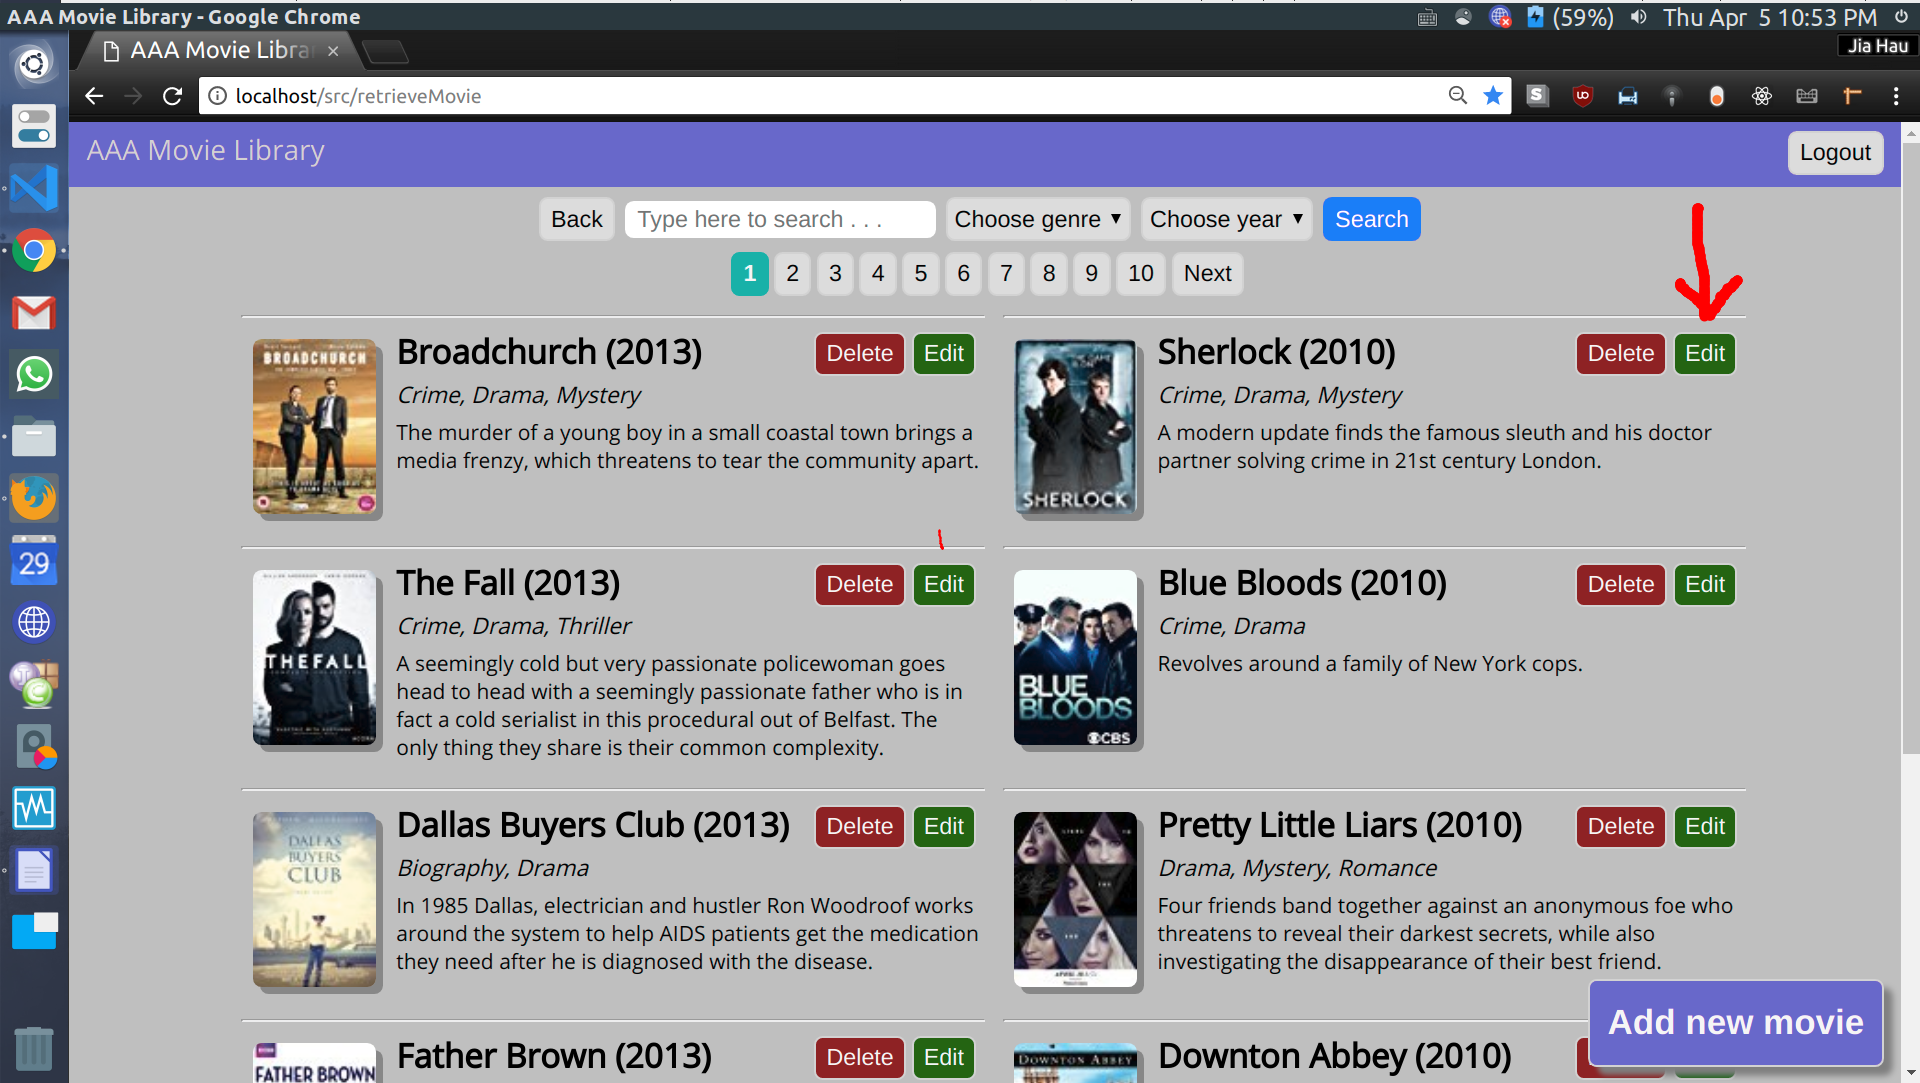 AAA Movie Library - Google Chrome
(59%) Thu Apr 5 10:53 PM
AAA Movie Libra
Jia Hau
localhost/src/retrieveMovie
AAA Movie Library
Logout
Back
Type here to search . . .
Choose genre
Choose year
Search
1 2 3 4 5 6 7 8 9 10 Next
Broadchurch (2013)
Delete Edit
Crime, Drama, Mystery
The murder of a young boy in a small coastal town brings a
media frenzy, which threatens to tear the community apart.
BROADCHURCH
Sherlock (2010)
Delete Edit
Crime, Drama, Mystery
A modern update finds the famous sleuth and his doctor
partner solving crime in 21st century London.
SHERLOCK
29
The Fall (2013)
Delete Edit
Crime, Drama, Thriller
A seemingly cold but very passionate policewoman goes
head to head with a seemingly passionate father who is in
fact a cold serialist in this procedural out of Belfast. The
only thing they share is their common complexity.
THE FALL
Blue Bloods (2010)
Delete Edit
Crime, Drama
Revolves around a family of New York cops.
BLUE
BLOODS
CBS
Dallas Buyers Club (2013)
Delete Edit
Biography, Drama
In 1985 Dallas, electrician and hustler Ron Woodroof works
around the system to help AIDS patients get the medication
they need after he is diagnosed with the disease.
DALLAS
BUYERS
CLUB
Pretty Little Liars (2010)
Delete Edit
Drama, Mystery, Romance
Four friends band together against an anonymous foe who
threatens to reveal their darkest secrets, while also
investigating the disappearance of their best friend.
Add new movie
Father Brown (2013)
Delete Edit
FATHER BROWN
Downton Abbey (2010)
DOWNTON ABBEY